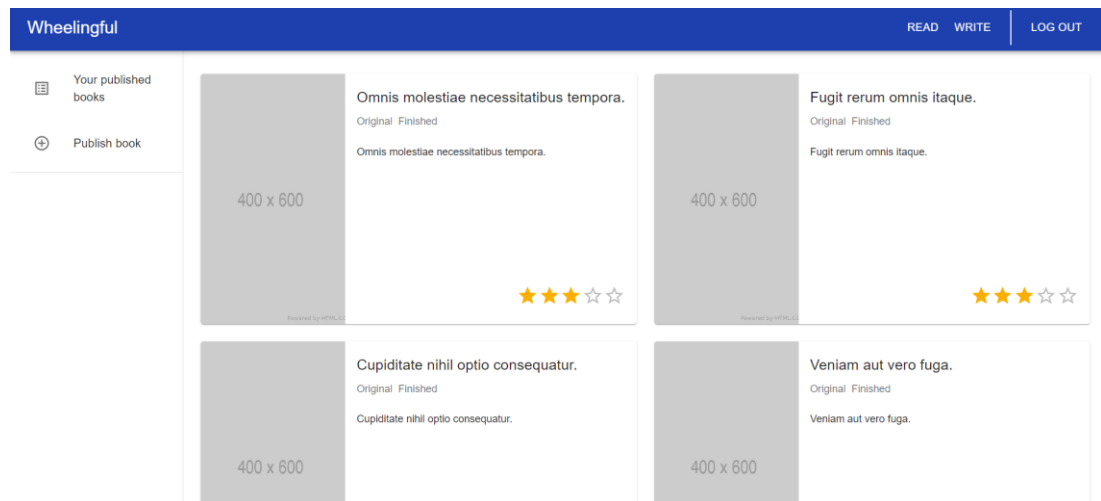 Wheelingful
READ WRITE LOG OUT
Your published
books
Publish book
400 x 600
Omnis molestiae necessitatibus tempora.
Original Finished
Omnis molestiae necessitatibus tempora.
400 x 600
Fugit rerum omnis itaque.
Original Finished
Fugit rerum omnis itaque.
400 x 600
Cupiditate nihil optio consequatur.
Original Finished
Cupiditate nihil optio consequatur.
400 x 600
Veniam aut vero fuga.
Original Finished
Veniam aut vero fuga.